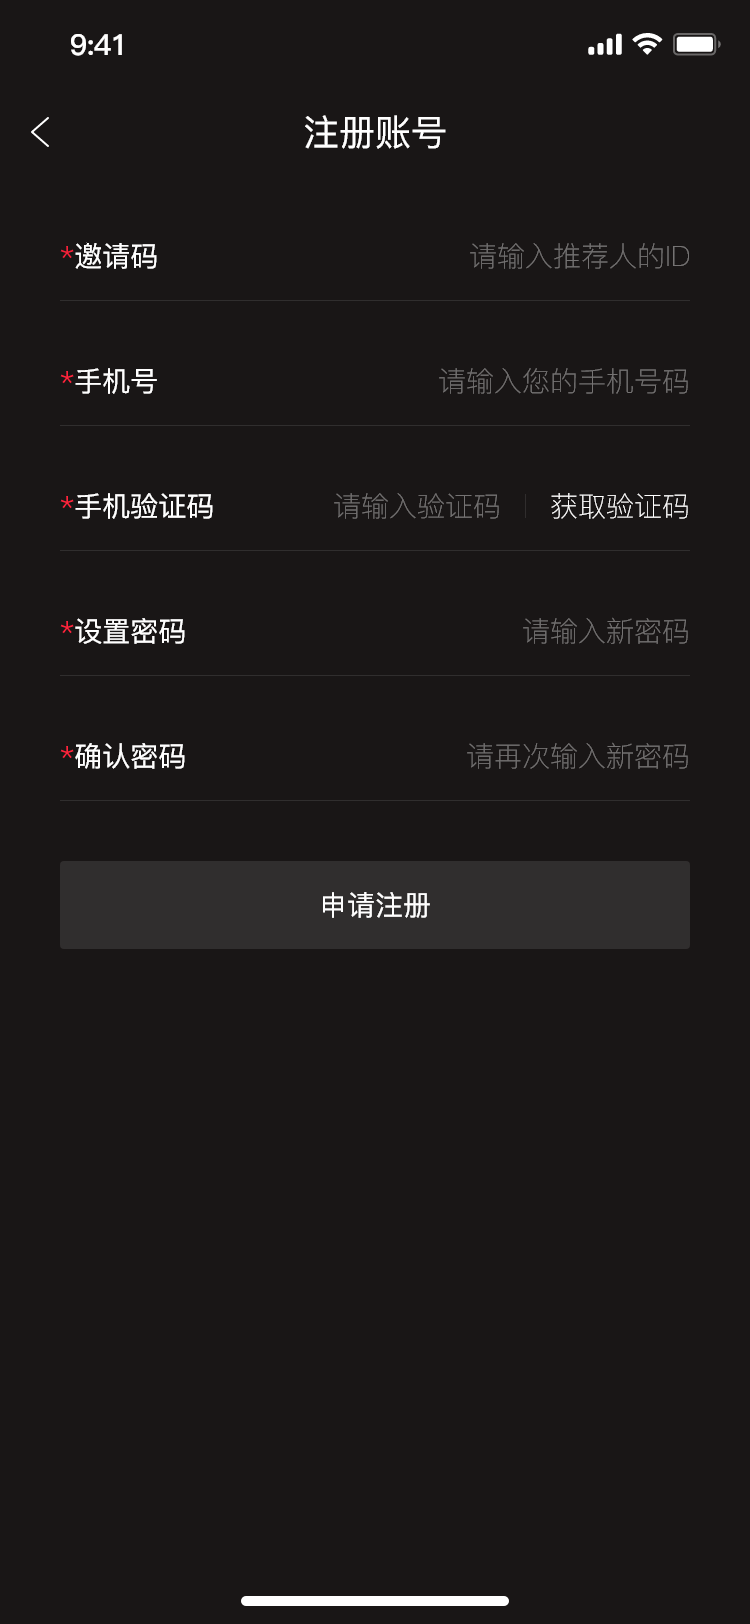 9:41
注册账号
*邀请码 请输入推荐人的ID
*手机号 请输入您的手机号码
*手机验证码 请输入验证码 获取验证码
*设置密码 请输入新密码
*确认密码 请再次输入新密码
申请注册